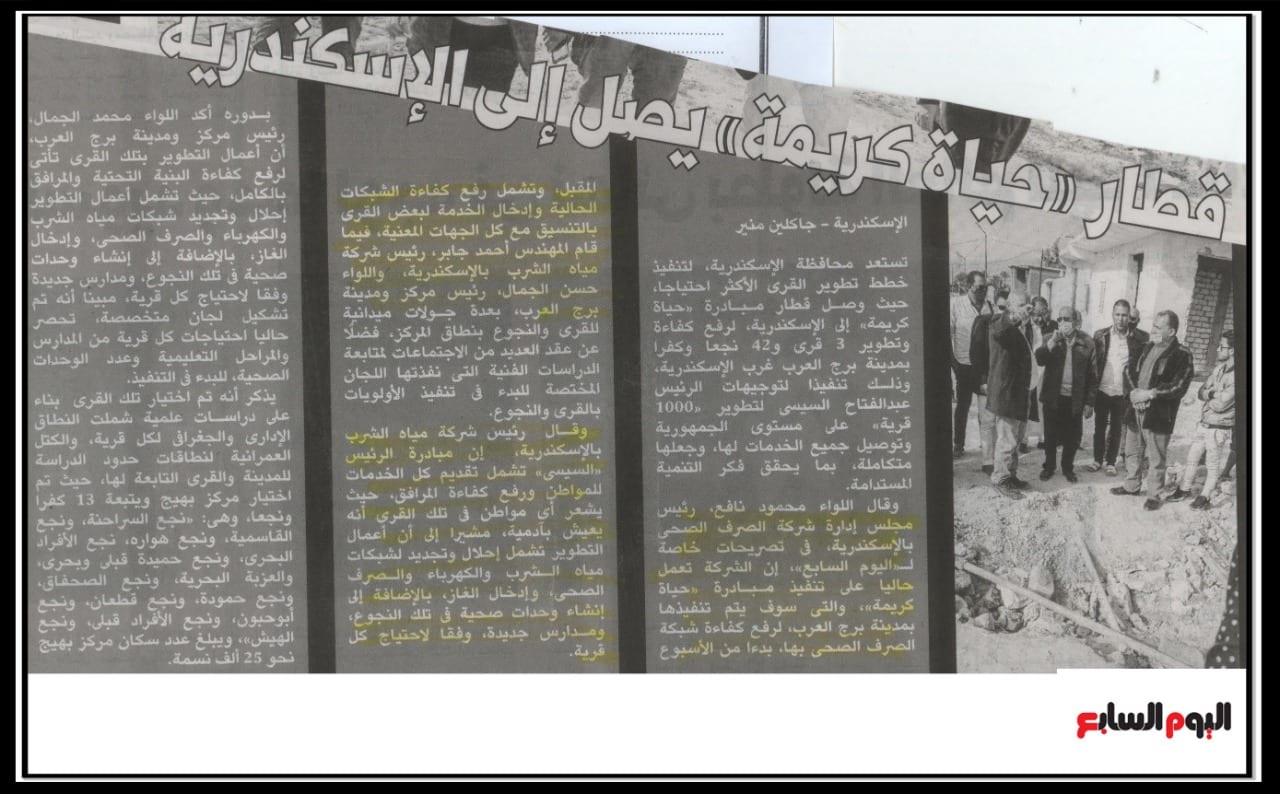 قطار «حياة كريمة» يصل إلى الإسكندرية
الإسكندرية - جاكلين منير
تستعد محافظة الإسكندرية، لتنفيذ
خطط تطوير القرى الأكثر احتياجا،
حيث وصل قطار مبادرة «حياة
كريمة» إلى الإسكندرية، لرفع كفاءة
وتطوير 3 قرى و42 نجعا وكفرا
بمدينة برج العرب غرب الإسكندرية،
وذلك تنفيذا لتوجيهات الرئيس
عبدالفتاح السيسى لتطوير «1000
قرية» على مستوى الجمهورية
وتوصيل جميع الخدمات لها، وجعلها
متكاملة، بما يحقق فكر التنمية
المستدامة.
وقال اللواء محمود نافع، رئيس
مجلس إدارة شركة الصرف الصحى
بالإسكندرية، فى تصريحات خاصة
لـ«اليوم السابع»، إن الشركة تعمل
حاليا على تنفيذ مبادرة «حياة
كريمة»، والتى سوف يتم تنفيذها
بمدينة برج العرب، لرفع كفاءة شبكة
الصرف الصحى بها، بدءا من الأسبوع
المقبل، وتشمل رفع كفاءة الشبكات
الحالية وإدخال الخدمة لبعض القرى
بالتنسيق مع كل الجهات المعنية، فيما
قام المهندس أحمد جابر، رئيس شركة
مياه الشرب بالإسكندرية، واللواء
حسن الجمال، رئيس مركز ومدينة
برج العرب، بعدة جولات ميدانية
للقرى والنجوع بنطاق المركز، فضلًا
عن عقد العديد من الاجتماعات لمتابعة
الدراسات الفنية التى نفذتها اللجان
المختصة للبدء فى تنفيذ الأولويات
بالقرى والنجوع.
وقال رئيس شركة مياه الشرب
بالإسكندرية، إن مبادرة الرئيس
«السيسى» تشمل تقديم كل الخدمات
للمواطن ورفع كفاءة المرافق، حيث
يشعر أى مواطن فى تلك القرى أنه
يعيش بآدمية، مشيرا إلى أن أعمال
التطوير تشمل إحلال وتجديد لشبكات
مياه الشرب والكهرباء والصرف
الصحى، وإدخال الغاز، بالإضافة إلى
إنشاء وحدات صحية فى تلك النجوع،
ومدارس جديدة، وفقا لاحتياج كل
قرية.
بدوره أكد اللواء محمد الجمال،
رئيس مركز ومدينة برج العرب،
أن أعمال التطوير بتلك القرى تأتى
لرفع كفاءة البنية التحتية والمرافق
بالكامل، حيث تشمل أعمال التطوير
إحلال وتجديد شبكات مياه الشرب
والكهرباء والصرف الصحى، وإدخال
الغاز، بالإضافة إلى إنشاء وحدات
صحية فى تلك النجوع، ومدارس جديدة
وفقا لاحتياج كل قرية، مبينا أنه تم
تشكيل لجان متخصصة، تحصر
حاليا احتياجات كل قرية من المدارس
والمراحل التعليمية وعدد الوحدات
الصحية، للبدء فى التنفيذ.
يذكر أنه تم اختيار تلك القرى بناء
على دراسات علمية شملت النطاق
الإدارى والجغرافى لكل قرية، والكتل
العمرانية لنطاقات حدود الدراسة
للمدينة والقرى التابعة لها، حيث تم
اختيار مركز بهيج ويتبعة 13 كفرا
ونجعا، وهى: «نجع السراحنة، ونجع
القاسمية، ونجع هواره، نجع الأفراد
البحرى، ونجع حميدة قبلى وبحرى،
والعزبة البحرية، ونجع الصحفاق،
ونجع حمودة، ونجع قطعان، ونجع
أبوحبون، ونجع الأفراد قبلى، ونجع
الهيش»، ويبلغ عدد سكان مركز بهيج
نحو 25 ألف نسمة.
اليوم السابع